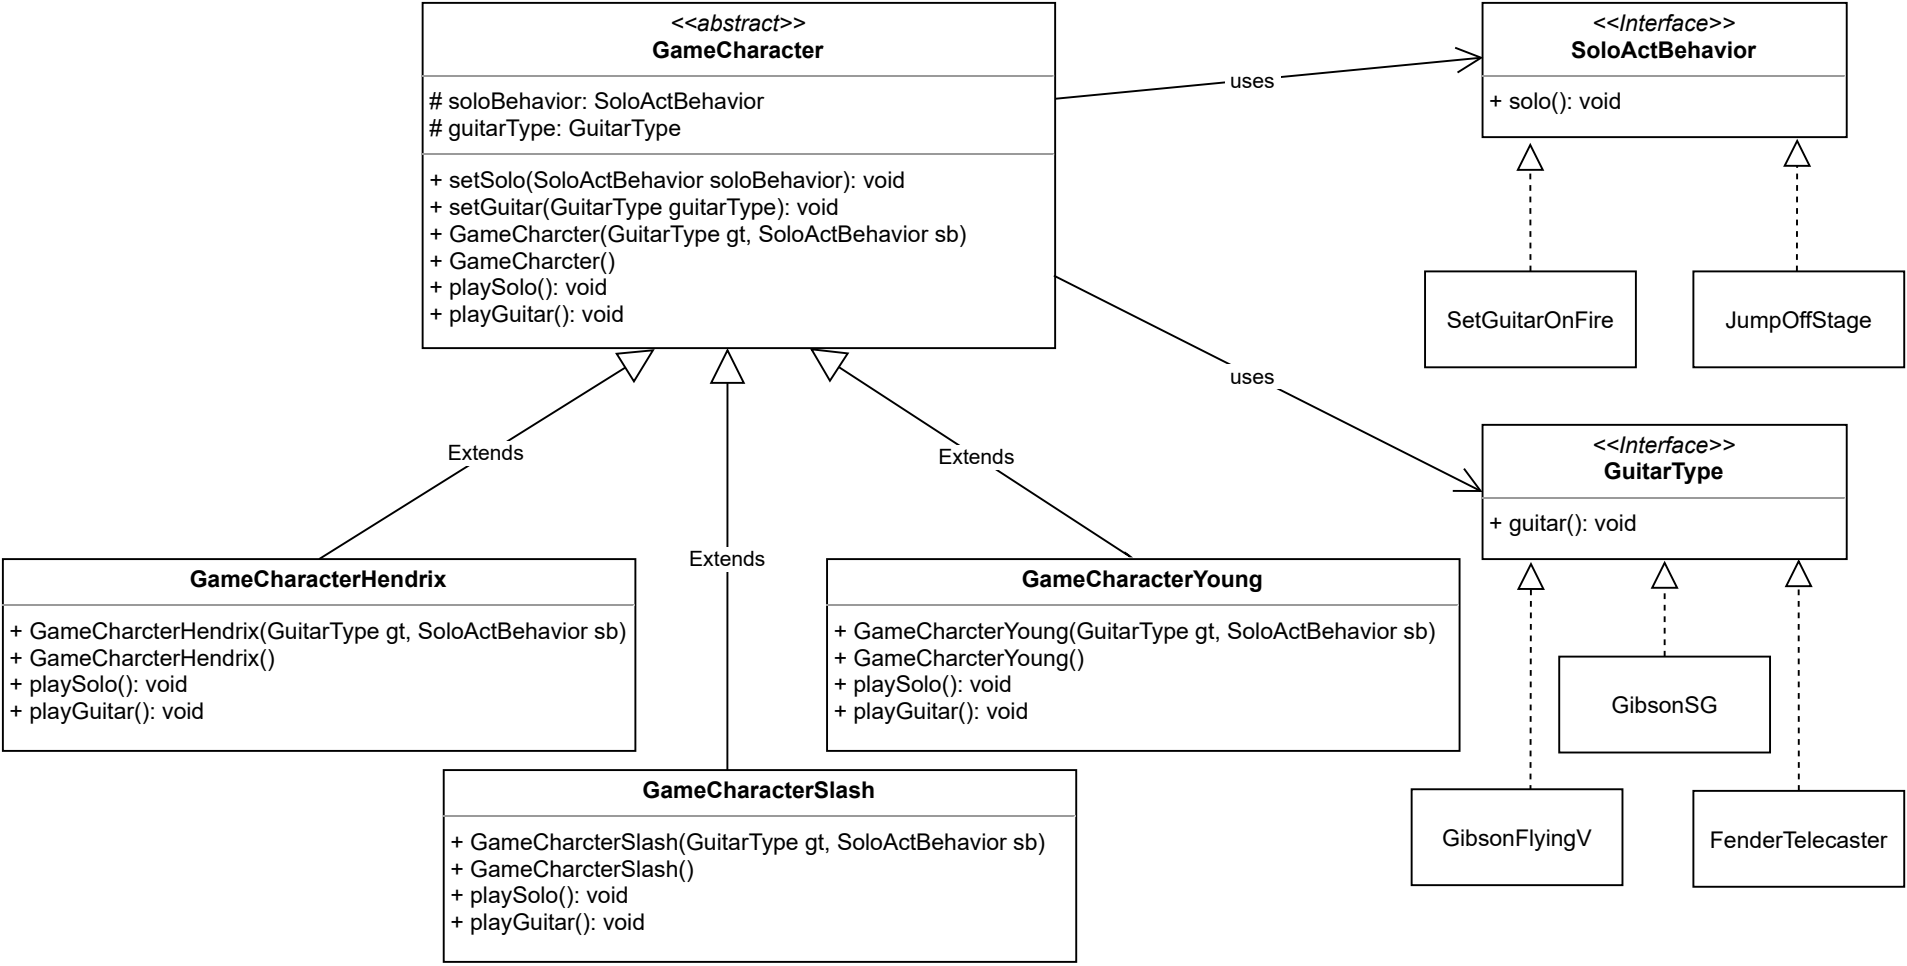 <<abstract>>
GameCharacter
# soloBehavior: SoloActBehavior
# guitarType: GuitarType
+ setSolo(SoloActBehavior soloBehavior): void
+ setGuitar(GuitarType guitarType): void
+ GameCharcter(GuitarType gt, SoloActBehavior sb)
+ GameCharcter()
+ playSolo(): void
+ playGuitar(): void
uses
<<Interface>>
SoloActBehavior
+ solo(): void
SetGuitarOnFire
JumpOffStage
uses
<<Interface>>
GuitarType
+ guitar(): void
GibsonSG
GibsonFlyingV
FenderTelecaster
Extends
Extends
Extends
GameCharacterHendrix
+ GameCharcterHendrix(GuitarType gt, SoloActBehavior sb)
+ GameCharcterHendrix()
+ playSolo(): void
+ playGuitar(): void
GameCharacterYoung
+ GameCharcterYoung(GuitarType gt, SoloActBehavior sb)
+ GameCharcterYoung()
+ playSolo(): void
+ playGuitar(): void
GameCharacterSlash
+ GameCharcterSlash(GuitarType gt, SoloActBehavior sb)
+ GameCharcterSlash()
+ playSolo(): void
+ playGuitar(): void